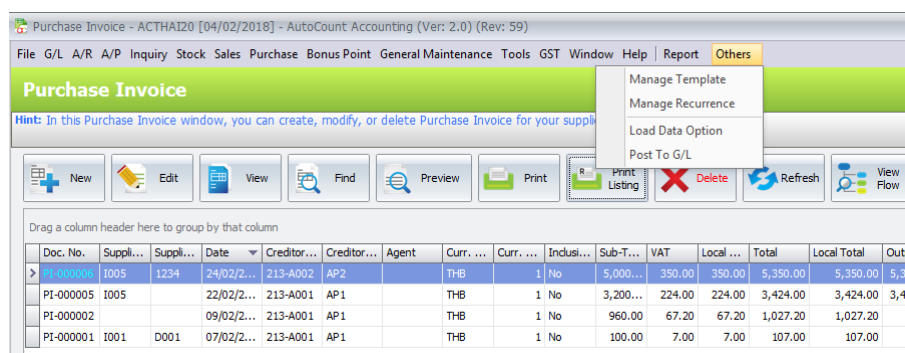 Purchase Invoice - ACTHAI20 [04/02/2018] - AutoCount Accounting (Ver: 2.0) (Rev: 59)
File G/L A/R A/P Inquiry Stock Sales Purchase Bonus Point General Maintenance Tools GST Window Help Report Others
Manage Template
Manage Recurrence
Load Data Option
Post To G/L
Purchase Invoice
Hint: In this Purchase Invoice window, you can create, modify, or delete Purchase Invoice for your
New Edit View Find Preview Print Print Listing Delete Refresh View Flow
Drag a column header here to group by that column
Doc. No. Suppli... Suppli... Date Creditor... Creditor... Agent Curr. ... Curr. ... Inclusi... Sub-T... VAT Local ... Total Local Total Out
PI-000006 I005 1234 24/02/2... 213-A002 AP2 THB 1 No 5,000... 350.00 350.00 5,350.00 5,350.00 5,3
PI-000005 I005 22/02/2... 213-A001 AP1 THB 1 No 3,200... 224.00 224.00 3,424.00 3,424.00 3,4
PI-000002 09/02/2... 213-A001 AP1 THB 1 No 960.00 67.20 67.20 1,027.20 1,027.20
PI-000001 I001 D001 07/02/2... 213-A001 AP1 THB 1 No 100.00 7.00 7.00 107.00 107.00